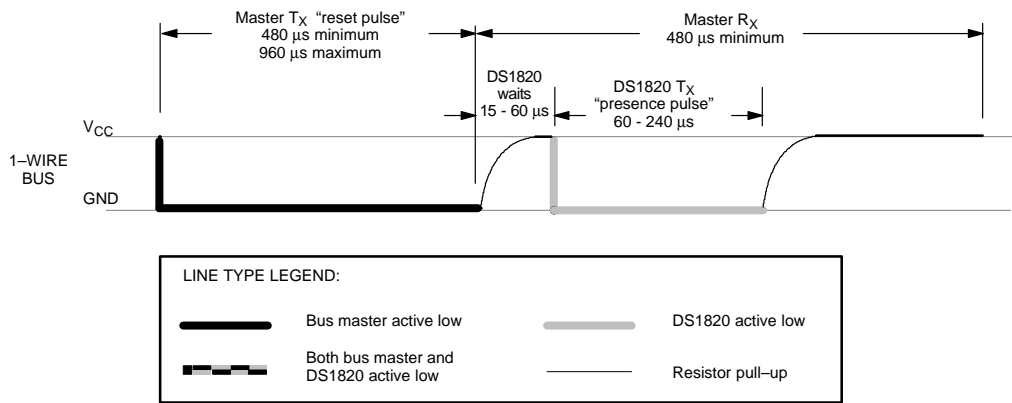 Master TX “reset pulse”
480 μs minimum
960 μs maximum
Master RX
480 μs minimum
DS1820
waits
15 - 60 μs
DS1820 TX
“presence pulse”
60 - 240 μs
VCC
1–WIRE
BUS
GND
LINE TYPE LEGEND:
Bus master active low
DS1820 active low
Both bus master and
DS1820 active low
Resistor pull–up